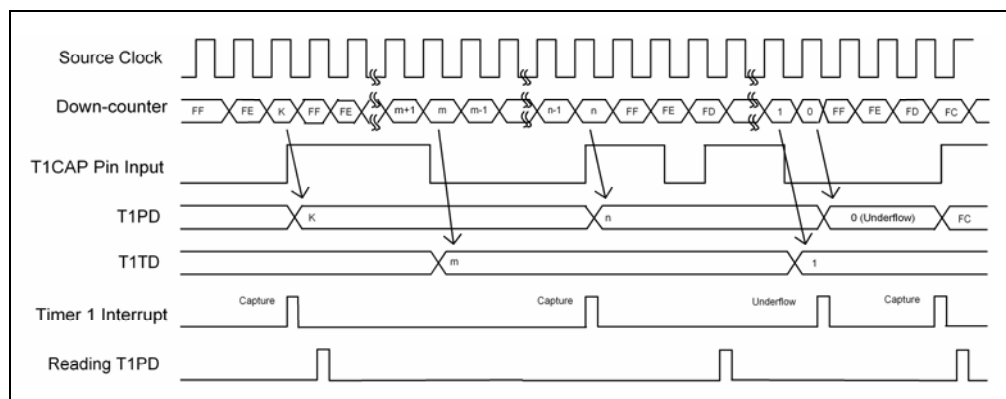 Source Clock
Down-counter
FF FE K FF FE m+1 m m-1 n-1 n FF FE FD 1 0 FF FE FD FC
T1CAP Pin Input
T1PD
K n 0 (Underflow) FC
T1TD
m 1
Capture Capture Underflow Capture
Timer 1 Interrupt
Reading T1PD